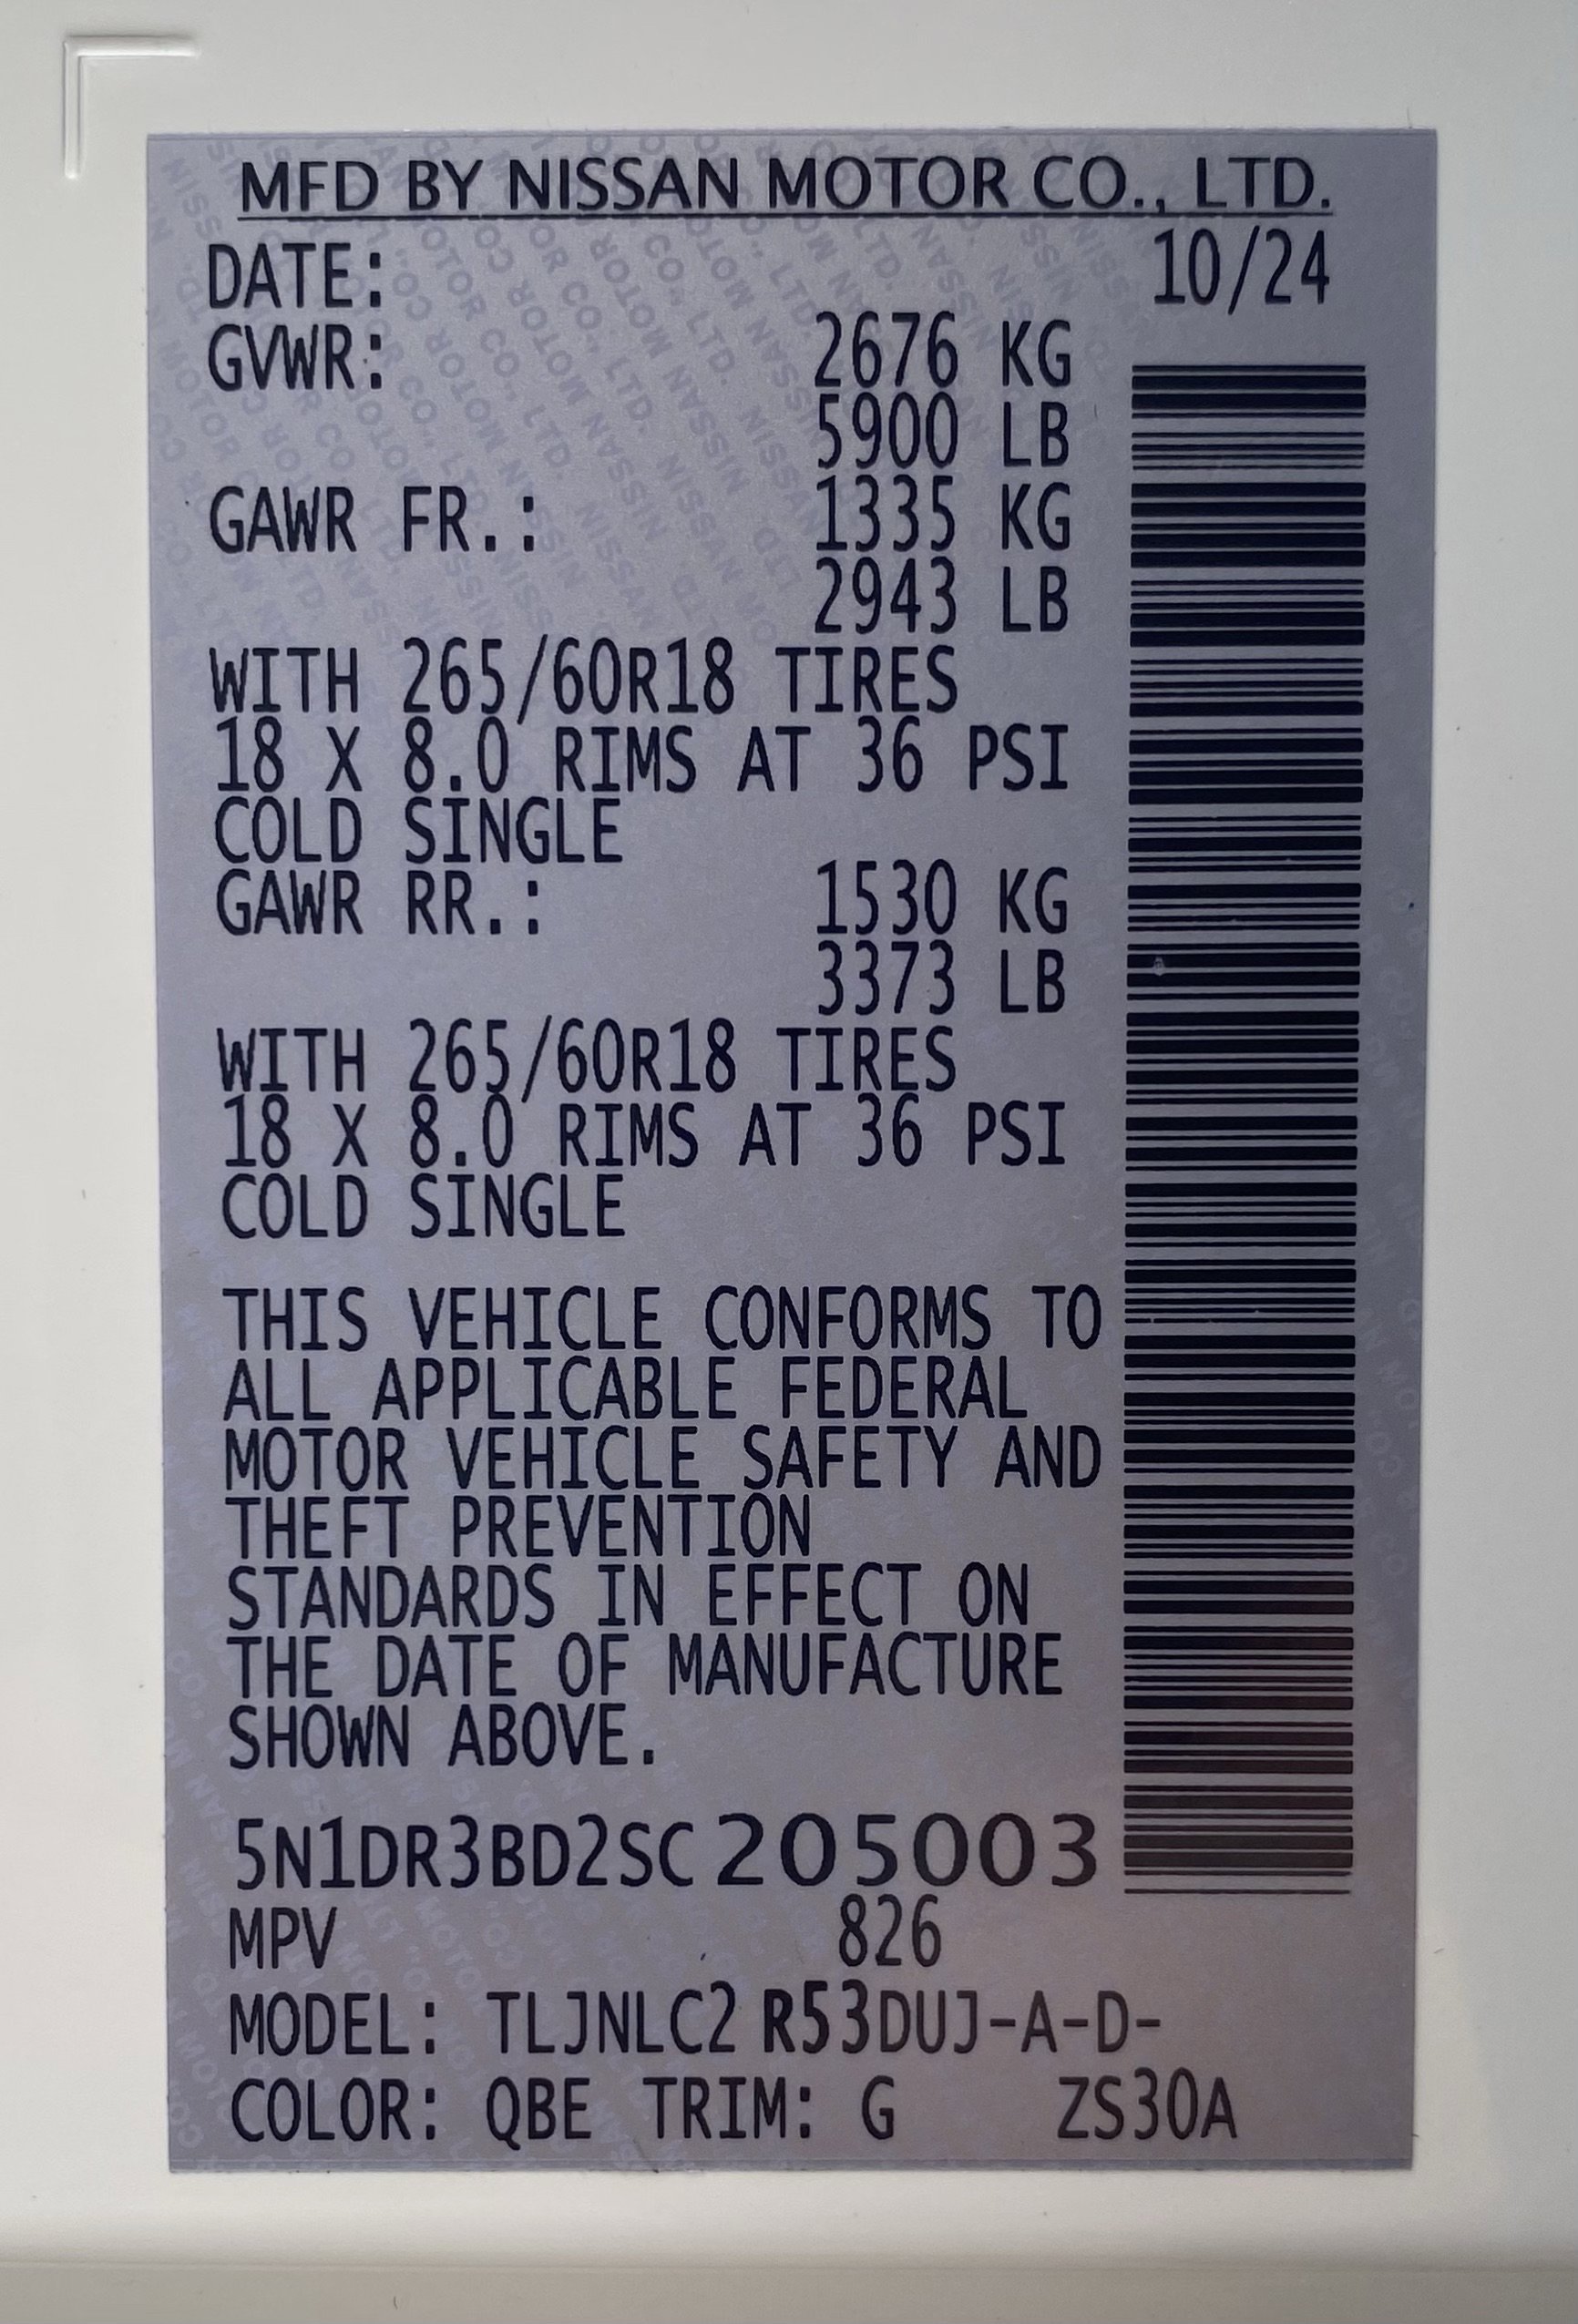 MFD BY NISSAN MOTOR CO., LTD.
DATE: 10/24
GVWR: 2676 KG
5900 LB
GAWR FR.: 1335 KG
2943 LB
WITH 265/60R18 TIRES
18 X 8.0 RIMS AT 36 PSI
COLD SINGLE
GAWR RR.: 1530 KG
3373 LB
WITH 265/60R18 TIRES
18 X 8.0 RIMS AT 36 PSI
COLD SINGLE
THIS VEHICLE CONFORMS TO
ALL APPLICABLE FEDERAL
MOTOR VEHICLE SAFETY AND
THEFT PREVENTION
STANDARDS IN EFFECT ON
THE DATE OF MANUFACTURE
SHOWN ABOVE.
5N1DR3BD2SC205003
MPV 826
MODEL: TLJNLC2 R53DUJ-A-D-
COLOR: QBE TRIM: G ZS30A